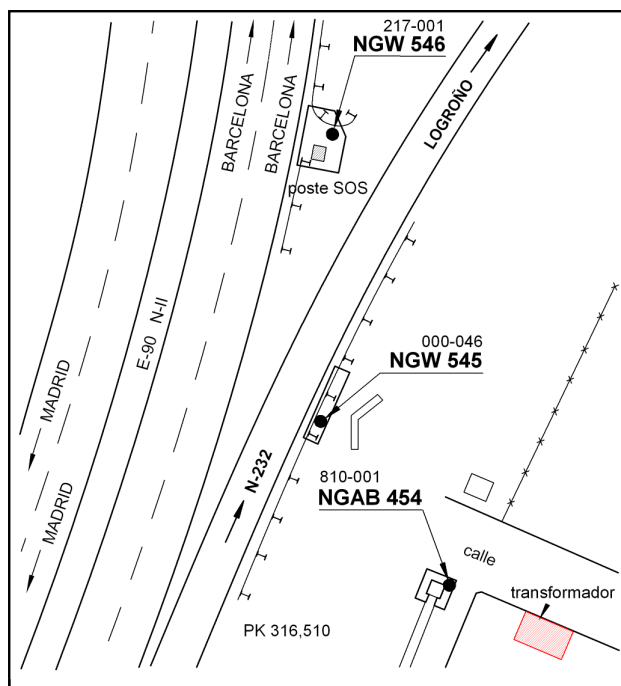 217-001
NGW 546
BARCELONA
BARCELONA
LOGROÑO
poste SOS
E-90 N-II
000-046
NGW 545
MADRID
MADRID
N-232
810-001
NGAB 454
calle
transformador
PK 316,510